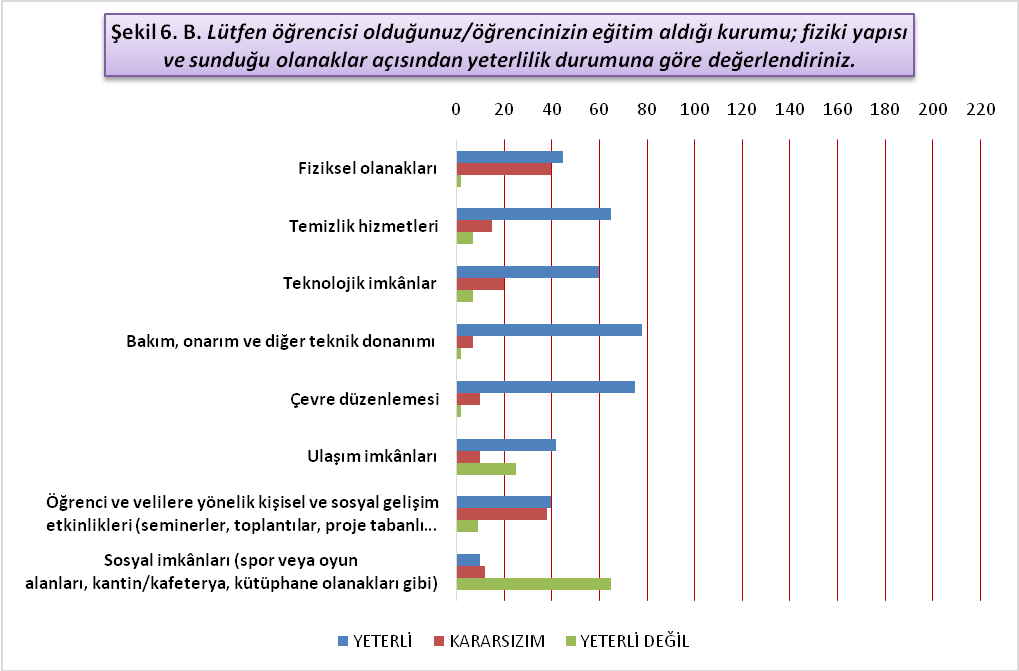 Şekil 6. B. Lütfen öğrencisi olduğunuz/öğrencinizin eğitim aldığı kurumu; fiziki yapısı
ve sunduğu olanaklar açısından yeterlilik durumuna göre değerlendiriniz.
0 20 40 60 80 100 120 140 160 180 200 220
Fiziksel olanakları
Temizlik hizmetleri
Teknolojik imkânlar
Bakım, onarım ve diğer teknik donanımı
Çevre düzenlemesi
Ulaşım imkânları
Öğrenci ve velilere yönelik kişisel ve sosyal gelişim
etkinlikleri (seminerler, toplantılar, proje tabanlı...
Sosyal imkânları (spor veya oyun
alanları, kantin/kafeterya, kütüphane olanakları gibi)
YETERLİ KARARSIZIM YETERLİ DEĞİL